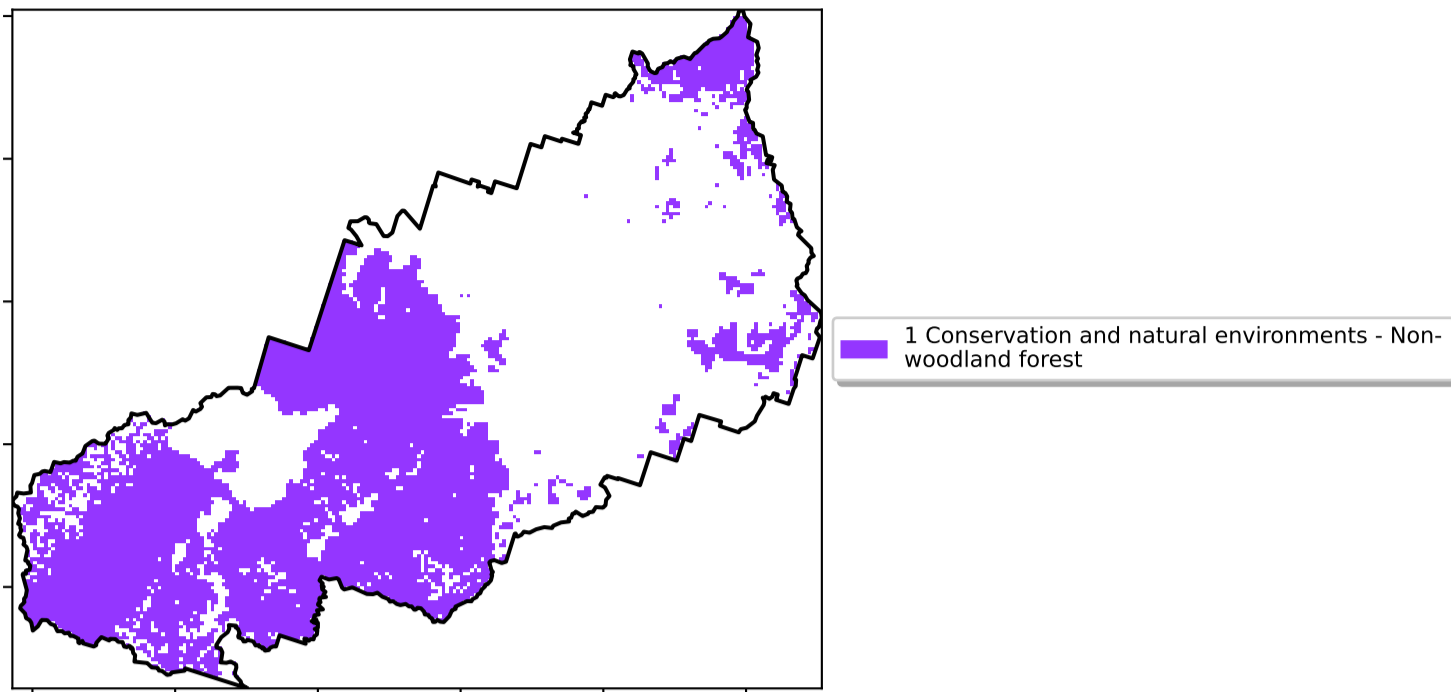 1 Conservation and natural environments - Non-
woodland forest